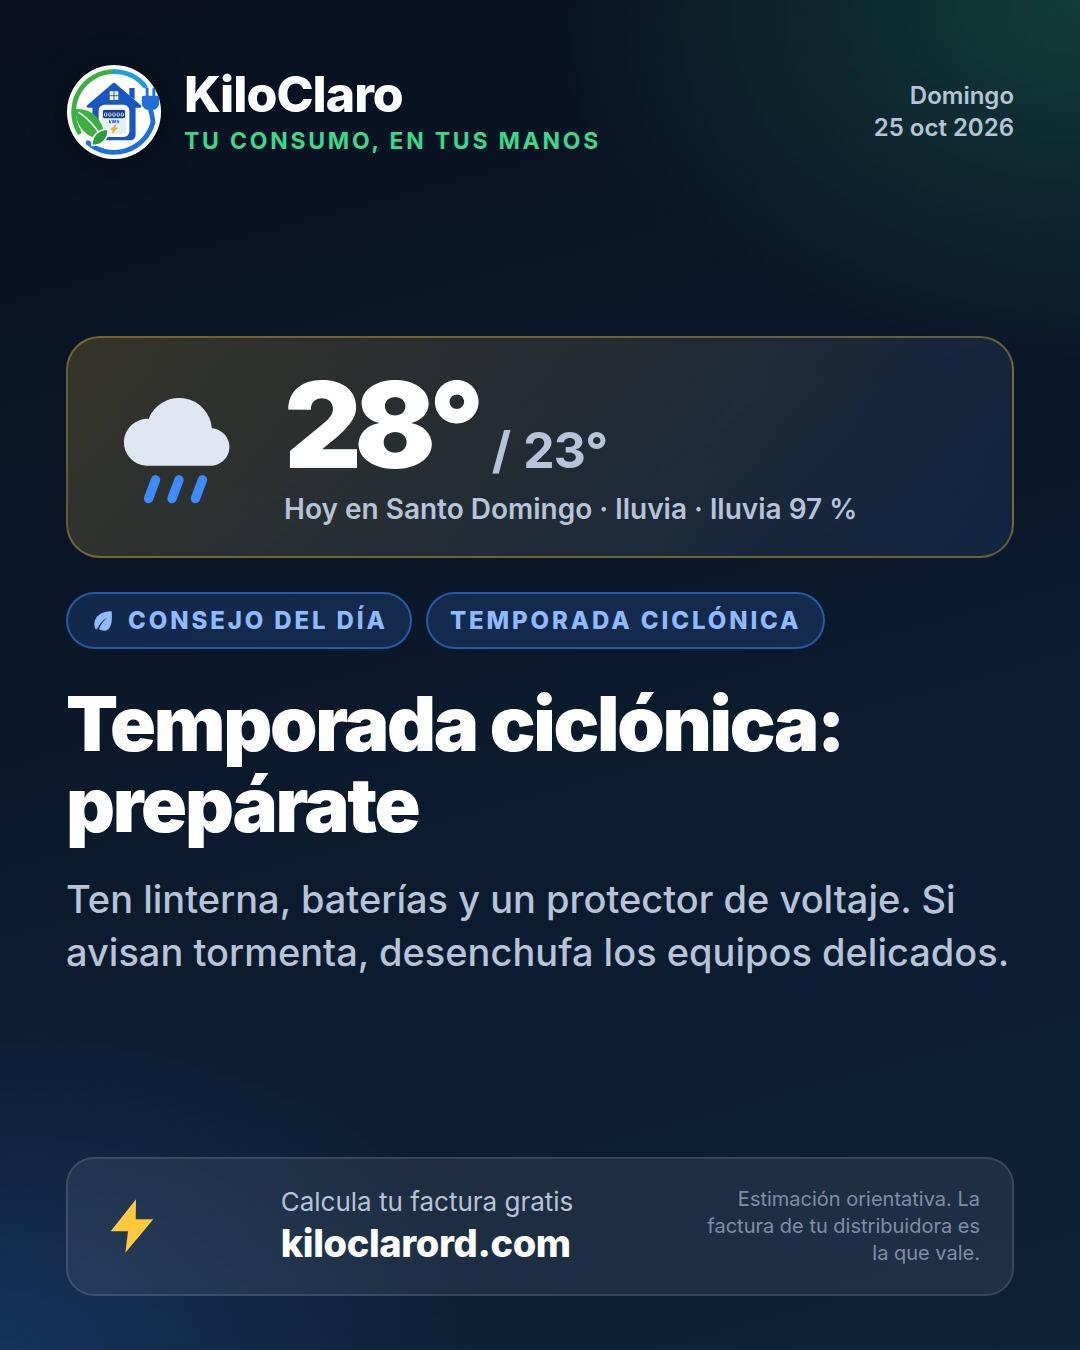 KiloClaro
TU CONSUMO, EN TUS MANOS
Domingo
25 oct 2026
28° / 23°
Hoy en Santo Domingo · lluvia · lluvia 97 %
CONSEJO DEL DÍA
TEMPORADA CICLÓNICA
Temporada ciclónica:
prepárate
Ten linterna, baterías y un protector de voltaje. Si
avisan tormenta, desenchufa los equipos delicados.
Calcula tu factura gratis
kiloclarord.com
Estimación orientativa. La
factura de tu distribuidora es
la que vale.